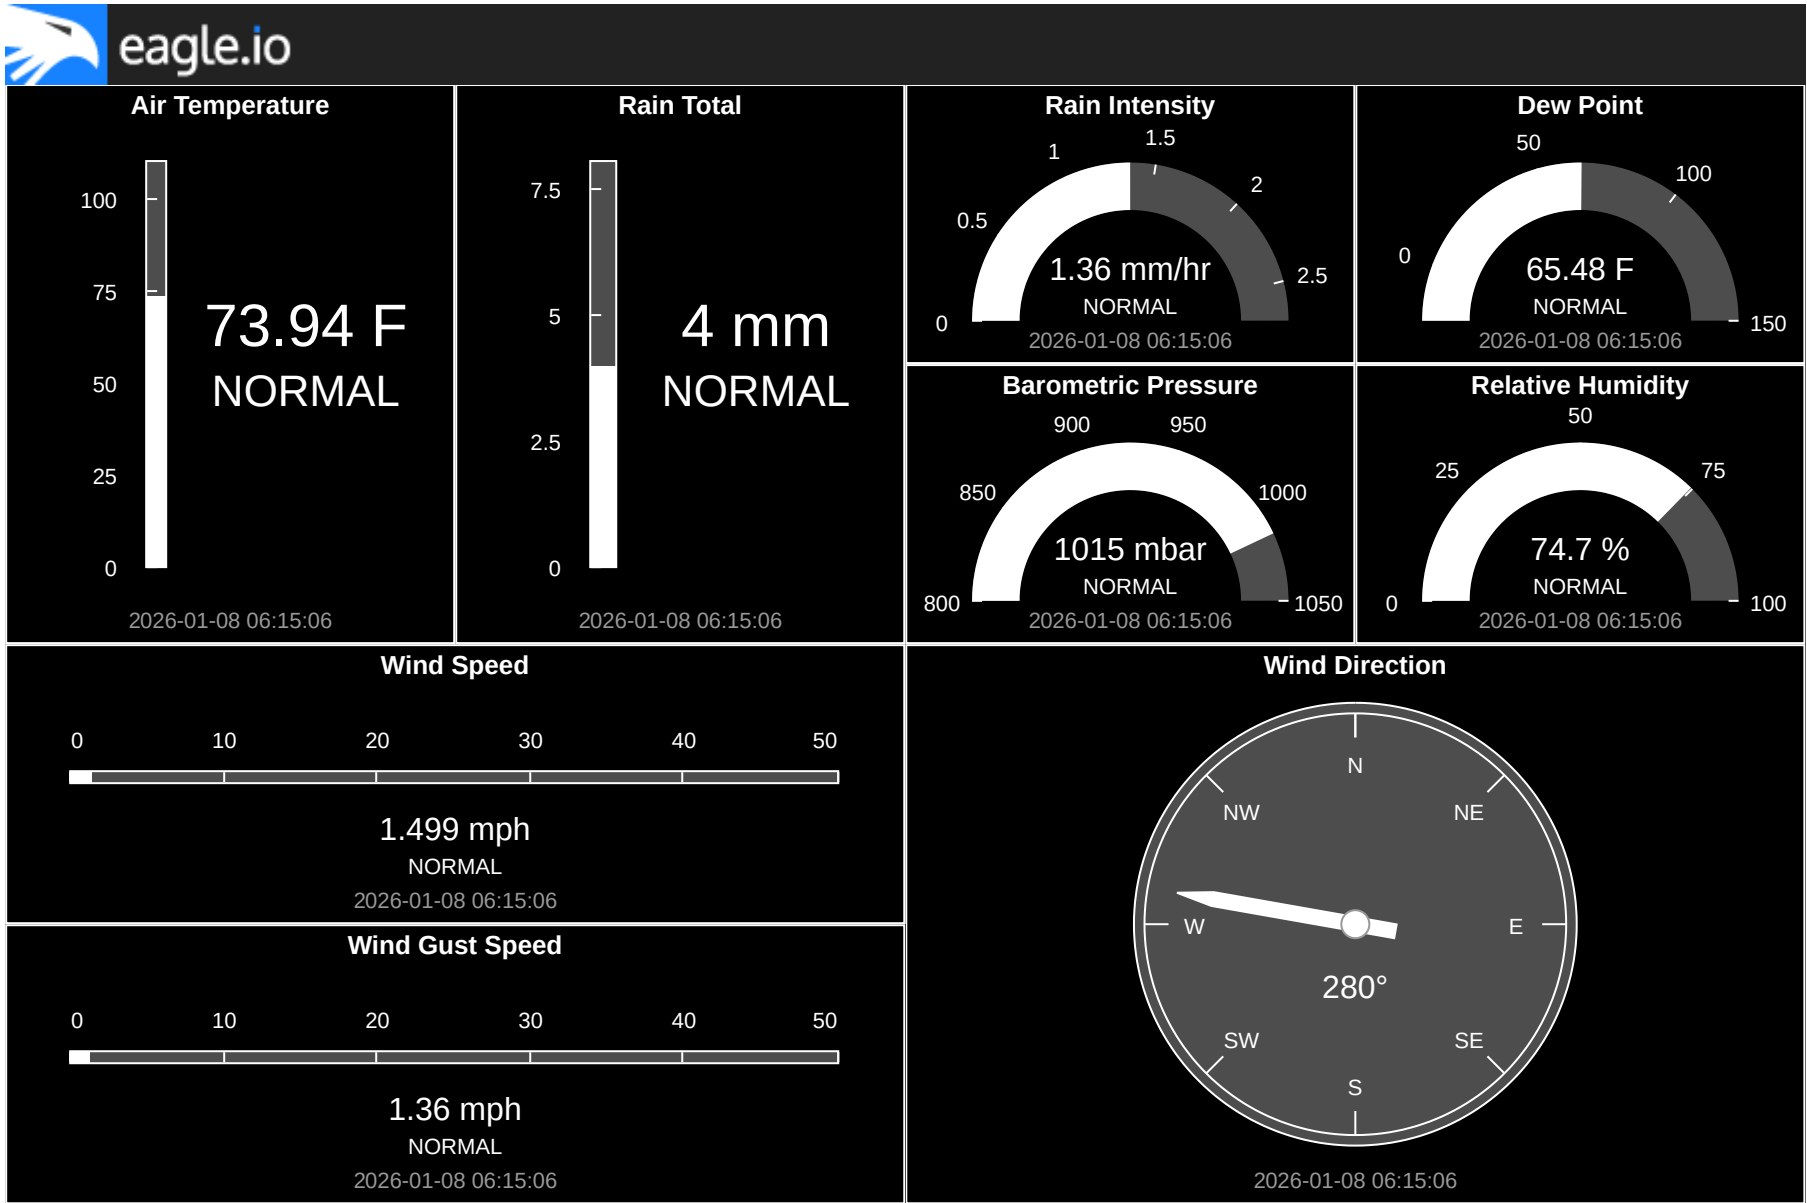 eagle.io
Air Temperature
100
75
50
25
0
73.94 F
NORMAL
2026-01-08 06:15:06
Rain Total
7.5
5
2.5
0
4 mm
NORMAL
2026-01-08 06:15:06
Rain Intensity
0
0.5
1
1.5
2
2.5
1.36 mm/hr
NORMAL
2026-01-08 06:15:06
Dew Point
0
50
100
150
65.48 F
NORMAL
2026-01-08 06:15:06
Barometric Pressure
800
850
900
950
1000
1050
1015 mbar
NORMAL
2026-01-08 06:15:06
Relative Humidity
0
25
50
75
100
74.7 %
NORMAL
2026-01-08 06:15:06
Wind Speed
0 10 20 30 40 50
1.499 mph
NORMAL
2026-01-08 06:15:06
Wind Gust Speed
0 10 20 30 40 50
1.36 mph
NORMAL
2026-01-08 06:15:06
Wind Direction
N
NW NE
W E
280°
SW SE
S
2026-01-08 06:15:06